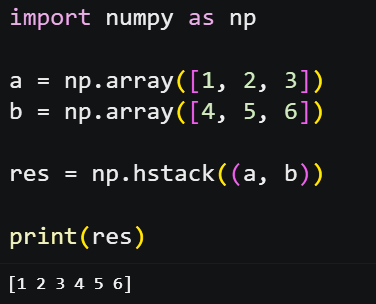 import numpy as np
a = np.array([1, 2, 3])
b = np.array([4, 5, 6])
res = np.hstack((a, b))
print(res)
[1 2 3 4 5 6]